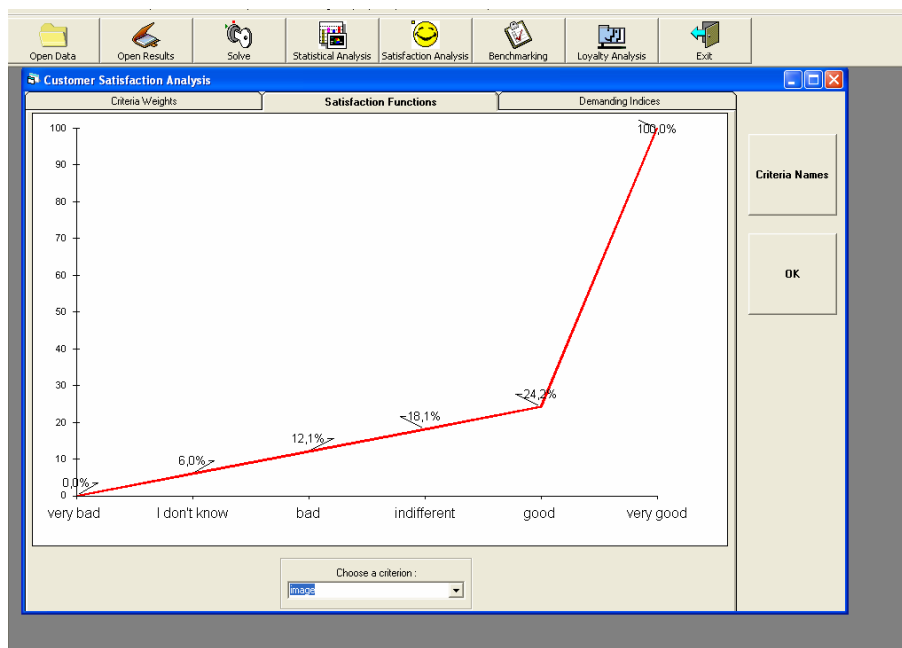 Open Data Open Results Solve Statistical Analysis Satisfaction Analysis Benchmarking Loyalty Analysis Exit
Customer Satisfaction Analysis
Criteria Weights Satisfaction Functions Demanding Indices
100
100,0%
90
Criteria Names
80
70
60
OK
50
40
30
24,2%
20
18,1%
12,1%
10
6,0%
0,0%
0
very bad I don't know bad indifferent good very good
Choose a criterion :
image